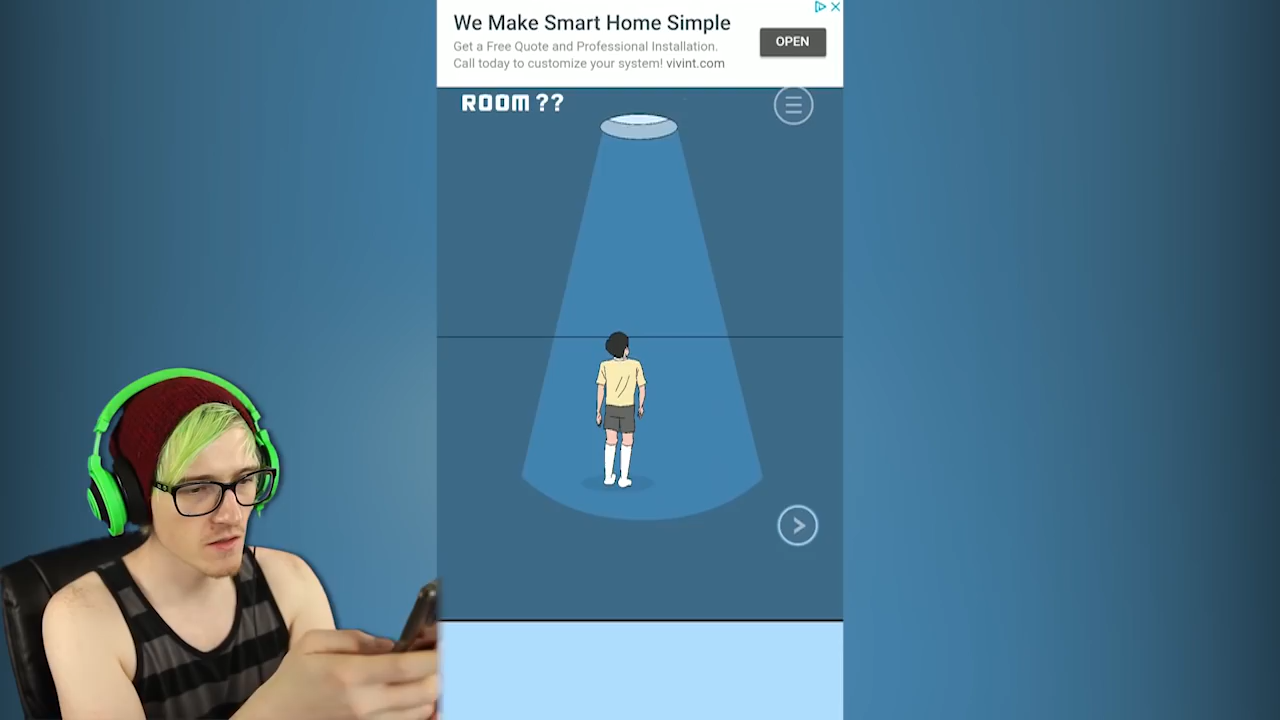 We Make Smart Home Simple
Get a Free Quote and Professional Installation.
Call today to customize your system! vivint.com
OPEN
ROOM ??